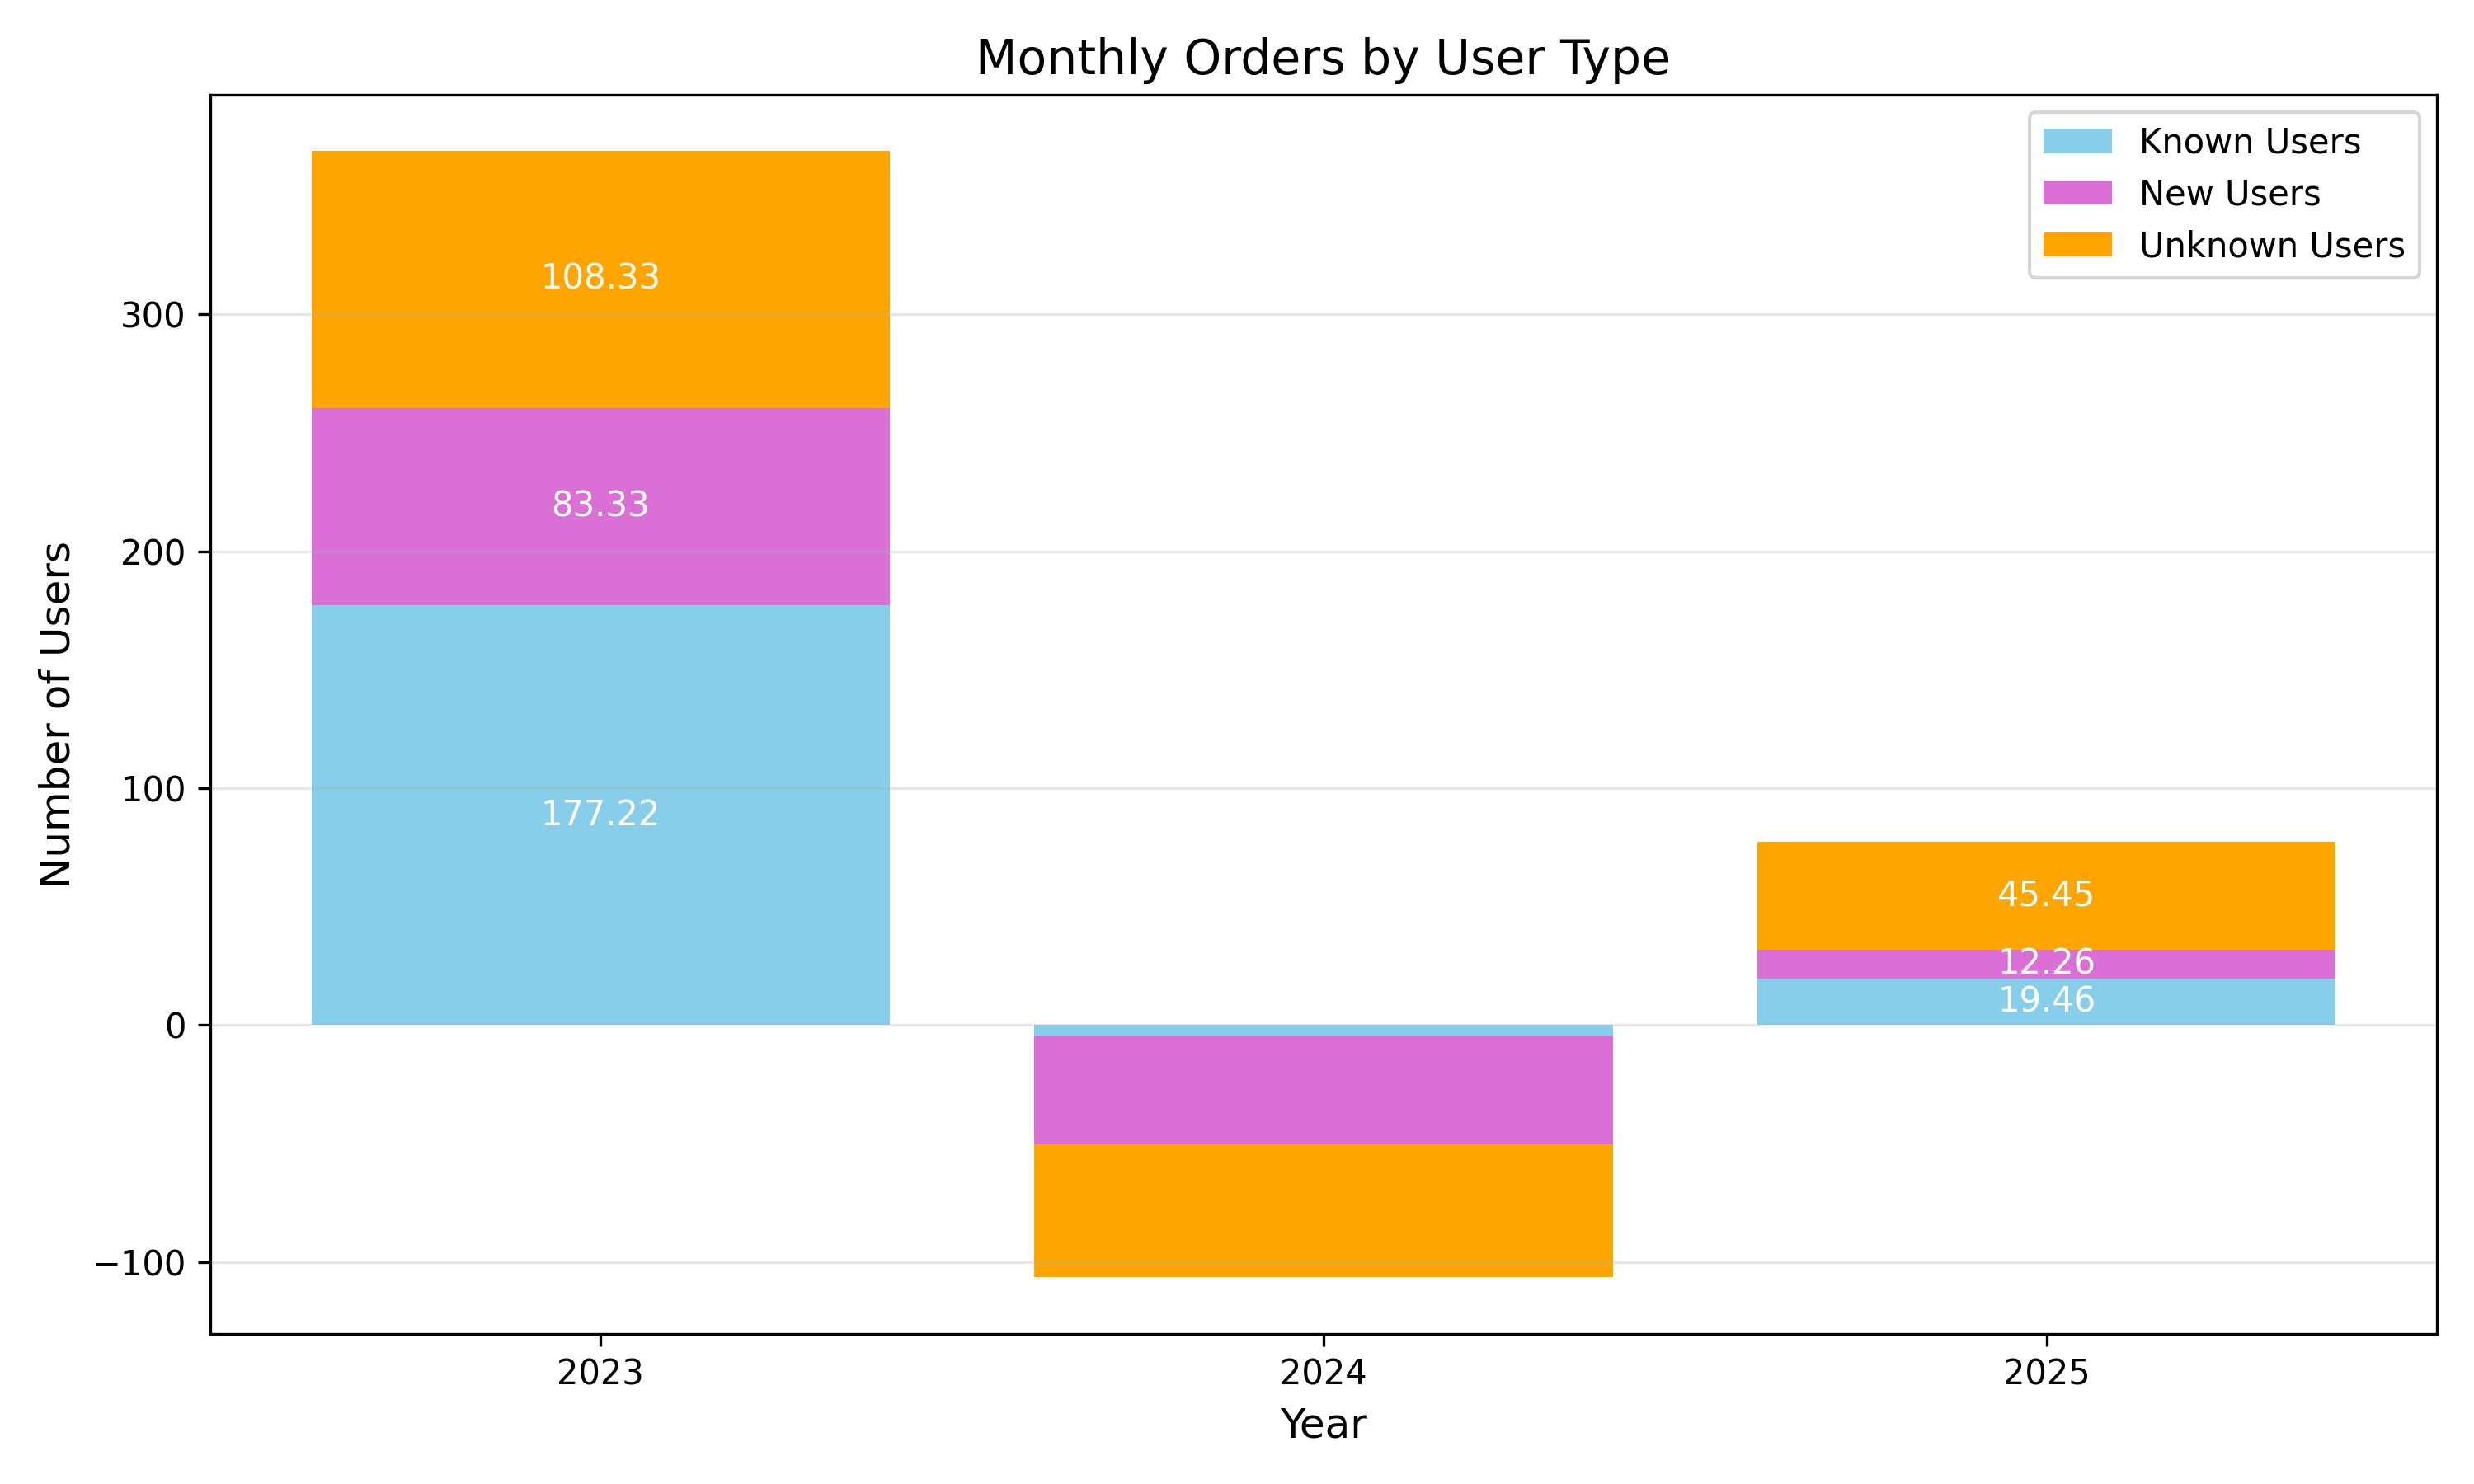 Monthly Orders by User Type
Known Users
New Users
Unknown Users
Number of Users
300
200
100
0
−100
108.33
83.33
177.22
45.45
12.26
19.46
2023
2024
2025
Year